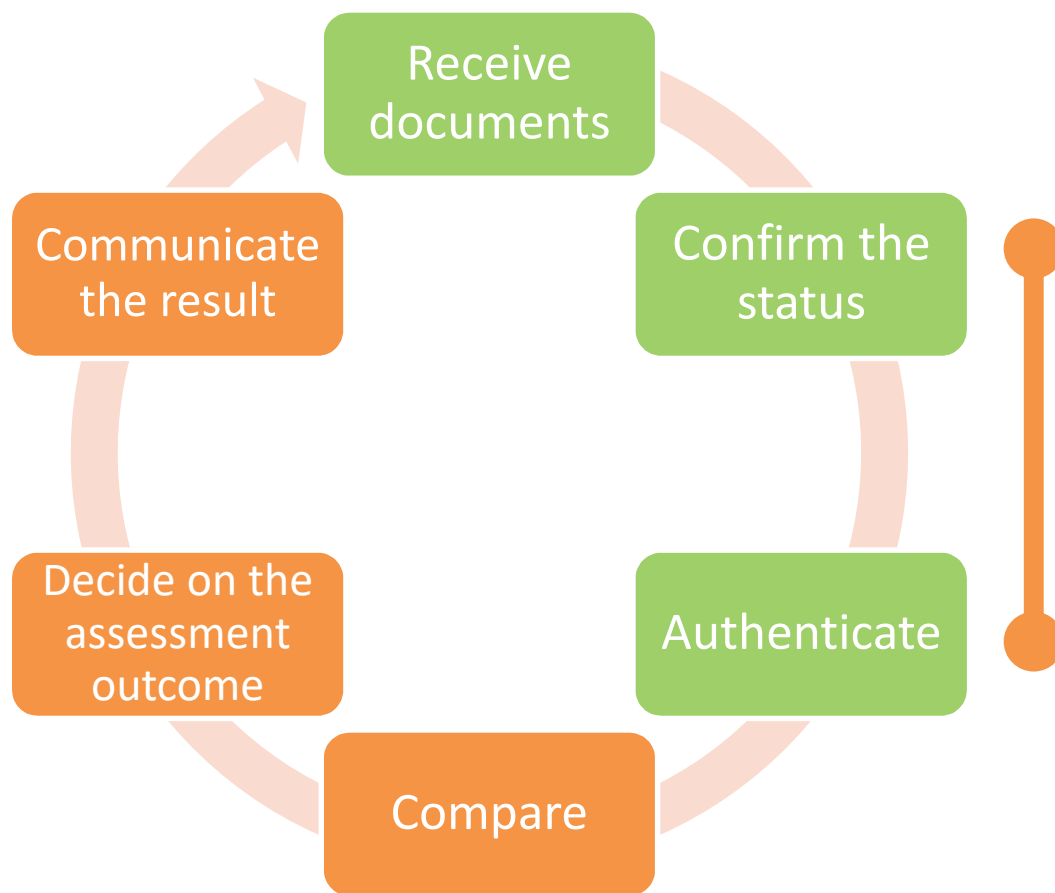 Receive
documents
Confirm the
status
Authenticate
Compare
Decide on the
assessment
outcome
Communicate
the result